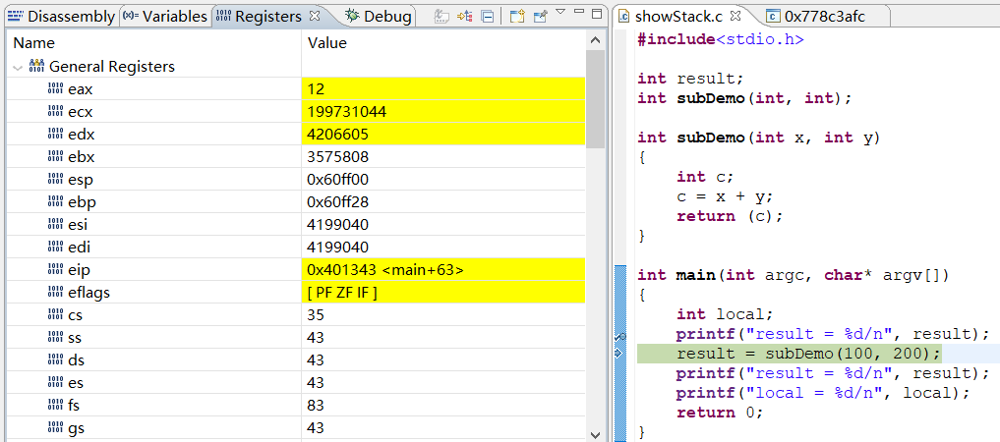 Disassembly (x)= Variables Registers Debug
Name Value
General Registers
eax 12
ecx 199731044
edx 4206605
ebx 3575808
esp 0x60ff00
ebp 0x60ff28
esi 4199040
edi 4199040
eip 0x401343 <main+63>
eflags [ PF ZF IF ]
cs 35
ss 43
ds 43
es 43
fs 83
gs 43
showStack.c 0x778c3afc
#include<stdio.h>
int result;
int subDemo(int, int);
int subDemo(int x, int y)
{
int c;
c = x + y;
return (c);
}
int main(int argc, char* argv[])
{
int local;
printf("result = %d/n", result);
result = subDemo(100, 200);
printf("result = %d/n", result);
printf("local = %d/n", local);
return 0;
}